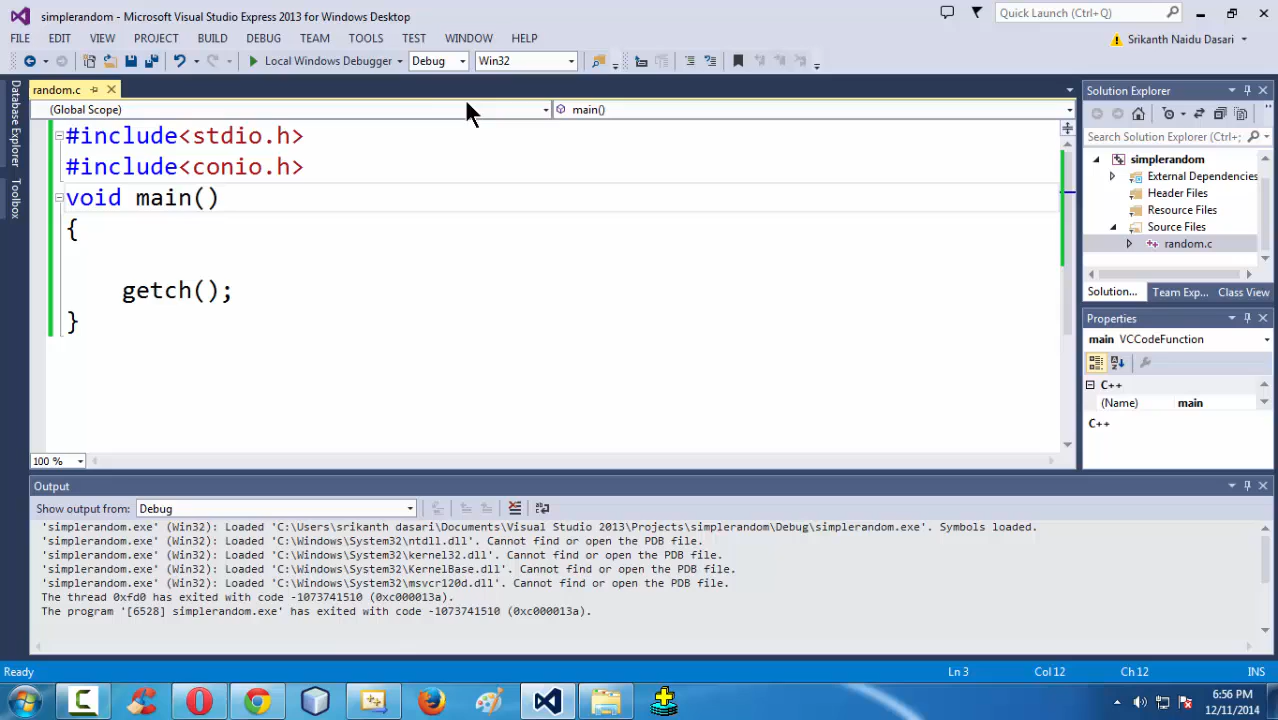 simplerandom - Microsoft Visual Studio Express 2013 for Windows Desktop
Quick Launch (Ctrl+Q)
FILE EDIT VIEW PROJECT BUILD DEBUG TEAM TOOLS TEST WINDOW HELP
Srikanth Naidu Dasari
Local Windows Debugger Debug Win32
Database Explorer
Toolbox
random.c
(Global Scope) main()
#include<stdio.h>
#include<conio.h>
void main()
{
getch();
}
100 %
Solution Explorer
Search Solution Explorer (Ctrl+;
simplerandom
External Dependencies
Header Files
Resource Files
Source Files
random.c
Solution... Team Exp... Class View
Properties
main VCCodeFunction
C++
(Name) main
C++
Output
Show output from: Debug
'simplerandom.exe' (Win32): Loaded 'C:\Users\srikanth dasari\Documents\Visual Studio 2013\Projects\simplerandom\Debug\simplerandom.exe'. Symbols loaded.
'simplerandom.exe' (Win32): Loaded 'C:\Windows\System32\ntdll.dll'. Cannot find or open the PDB file.
'simplerandom.exe' (Win32): Loaded 'C:\Windows\System32\kernel32.dll'. Cannot find or open the PDB file.
'simplerandom.exe' (Win32): Loaded 'C:\Windows\System32\KernelBase.dll'. Cannot find or open the PDB file.
'simplerandom.exe' (Win32): Loaded 'C:\Windows\System32\msvcr120d.dll'. Cannot find or open the PDB file.
The thread 0xfd0 has exited with code -1073741510 (0xc000013a).
The program '[6528] simplerandom.exe' has exited with code -1073741510 (0xc000013a).
Ready Ln 3 Col 12 Ch 12 INS
6:56 PM
12/11/2014